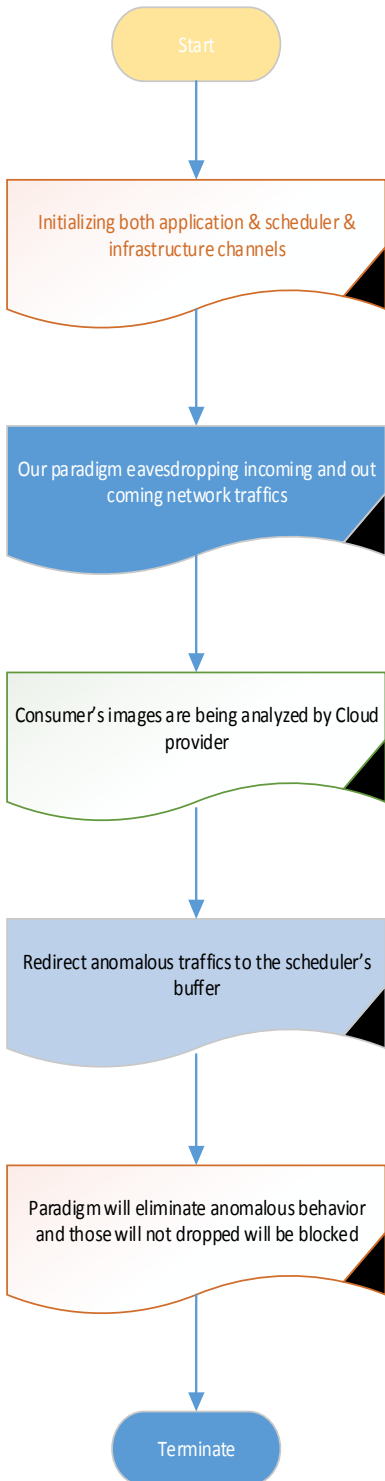 Start
Initializing both application & scheduler &
infrastructure channels
Our paradigm eavesdropping incoming and out
coming network traffics
Consumer's images are being analyzed by Cloud
provider
Redirect anomalous traffics to the scheduler's
buffer
Paradigm will eliminate anomalous behavior
and those will not dropped will be blocked
Terminate